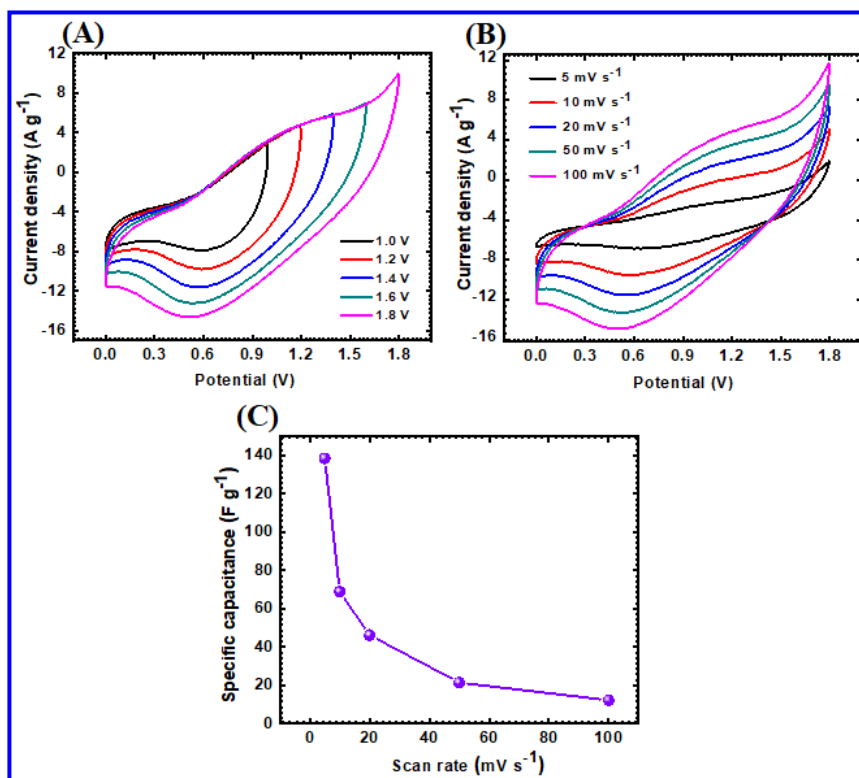 (A)
12
8
4
0
-4
-8
-12
-16
Current density (A g⁻¹)
1.0 V
1.2 V
1.4 V
1.6 V
1.8 V
0.0 0.3 0.6 0.9 1.2 1.5 1.8
Potential (V)
(B)
12
8
4
0
-4
-8
-12
-16
Current density (A g⁻¹)
5 mV s⁻¹
10 mV s⁻¹
20 mV s⁻¹
50 mV s⁻¹
100 mV s⁻¹
0.0 0.3 0.6 0.9 1.2 1.5 1.8
Potential (V)
(C)
140
120
100
80
60
40
20
0
Specific capacitance (F g⁻¹)
0 20 40 60 80 100
Scan rate (mV s⁻¹)